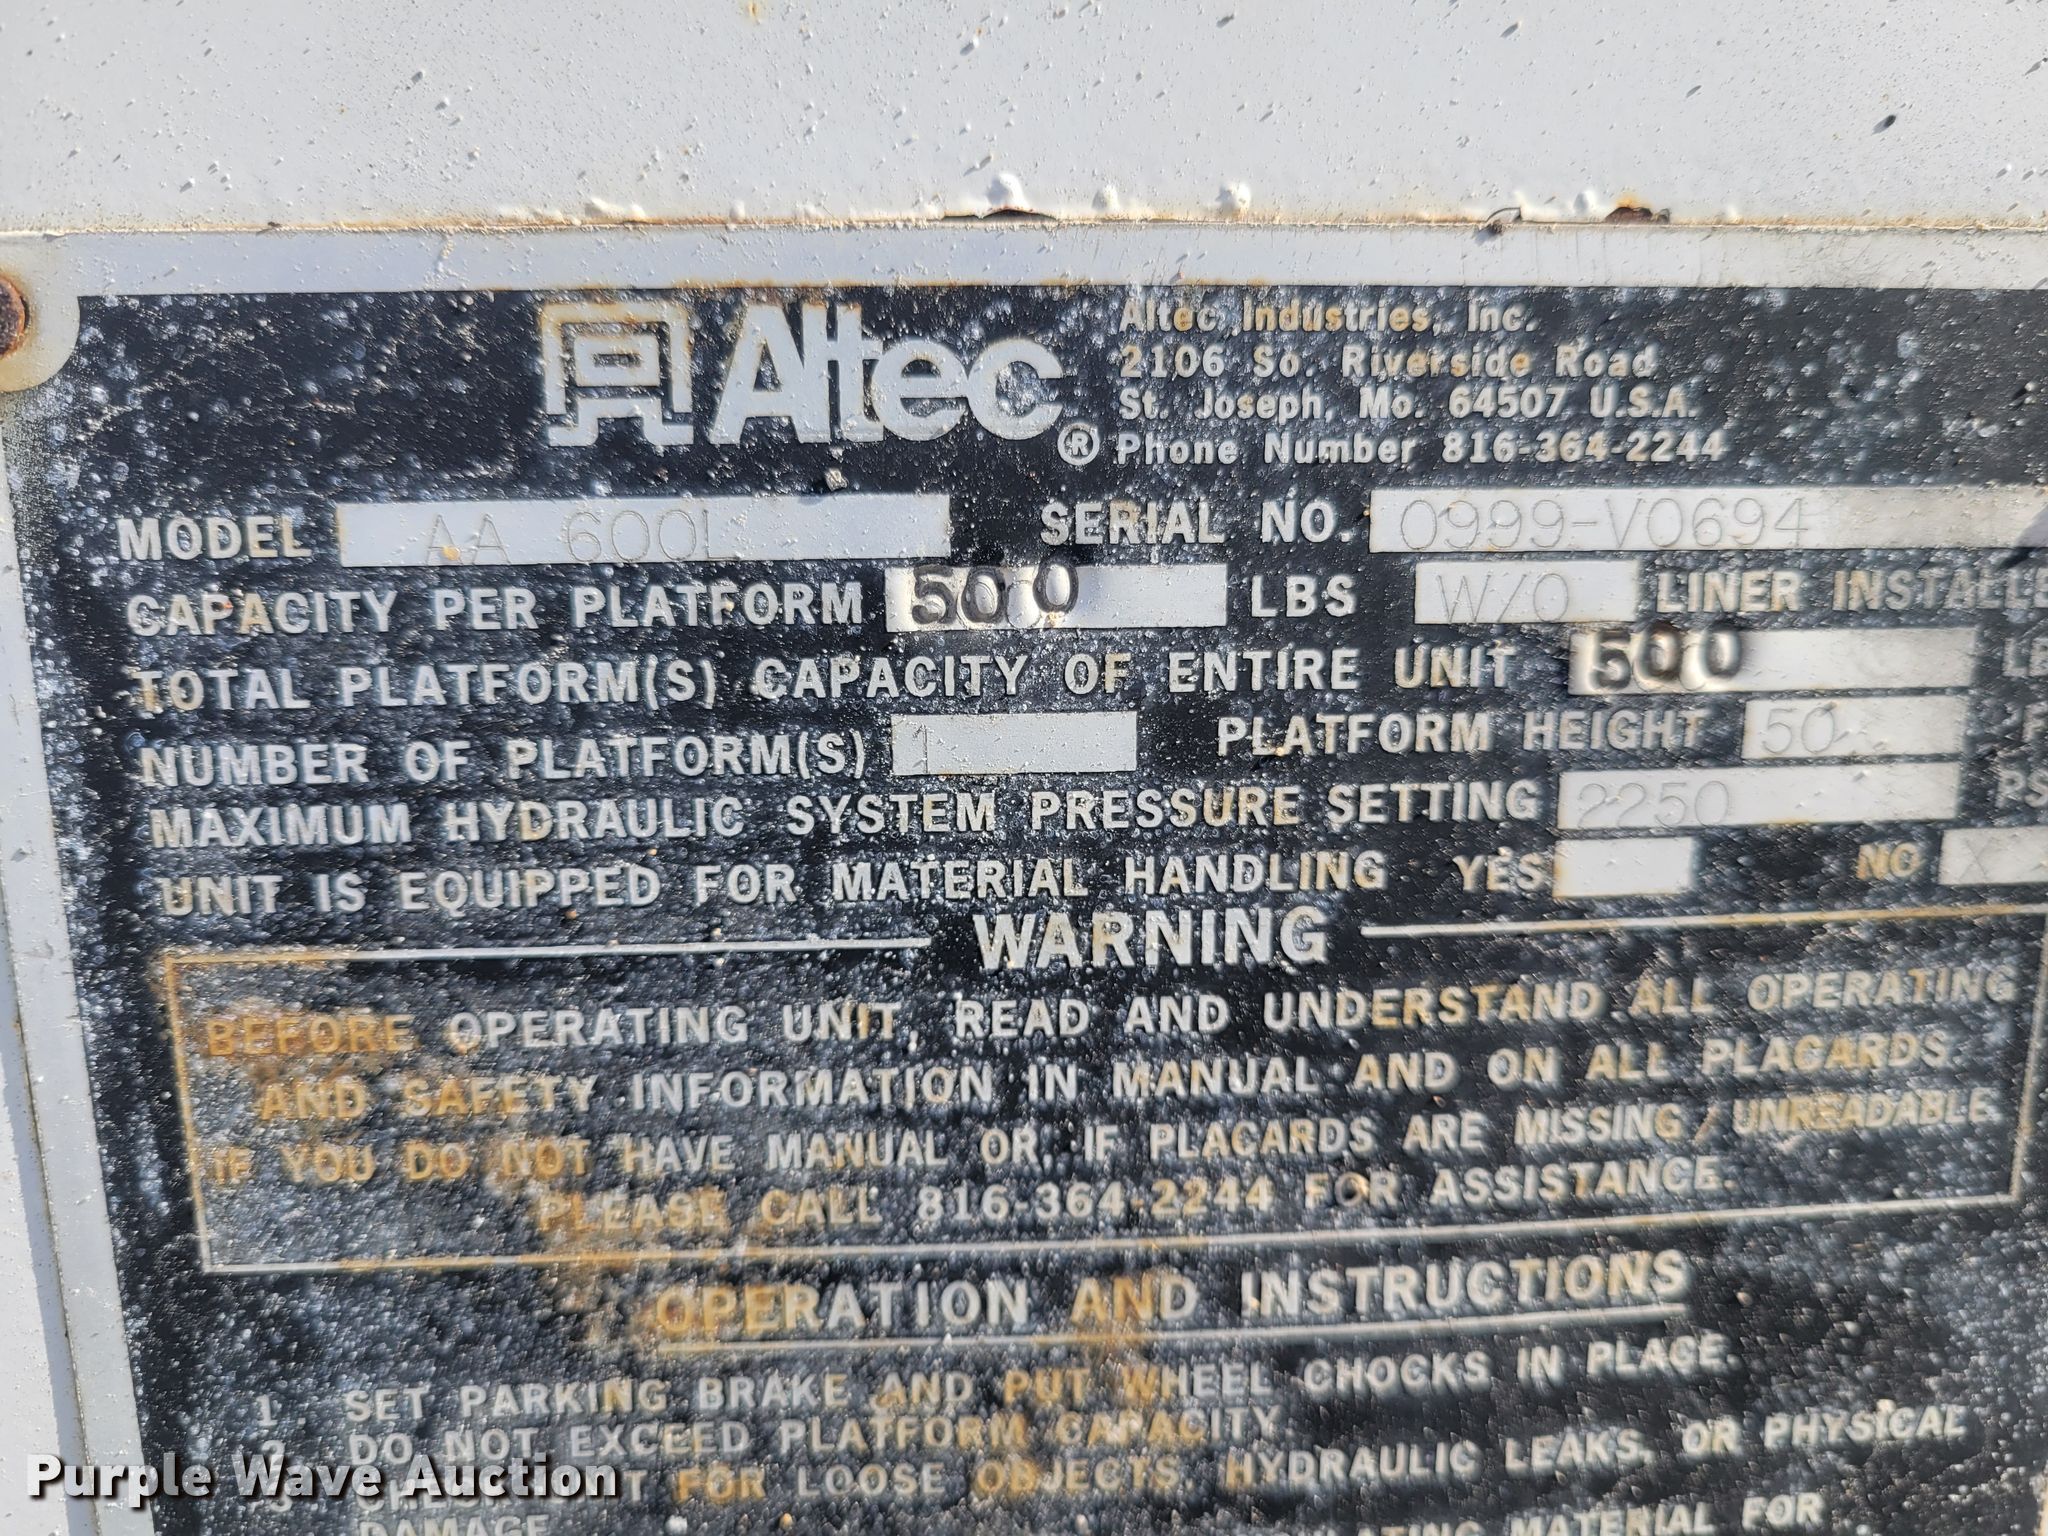 Altec®
Altec Industries, Inc.
2106 So. Riverside Road
St. Joseph, Mo. 64507 U.S.A.
Phone Number 816-364-2244
MODEL AA 600L SERIAL NO. 0999-V0694
CAPACITY PER PLATFORM 500 LBS W/O LINER INSTALLE
TOTAL PLATFORM(S) CAPACITY OF ENTIRE UNIT 500 LB
NUMBER OF PLATFORM(S) 1 PLATFORM HEIGHT 50 F
MAXIMUM HYDRAULIC SYSTEM PRESSURE SETTING 2250 PS
UNIT IS EQUIPPED FOR MATERIAL HANDLING YES NO X
WARNING
BEFORE OPERATING UNIT, READ AND UNDERSTAND ALL OPERATING
AND SAFETY INFORMATION IN MANUAL AND ON ALL PLACARDS.
IF YOU DO NOT HAVE MANUAL OR, IF PLACARDS ARE MISSING / UNREADABLE
PLEASE CALL 816-364-2244 FOR ASSISTANCE.
OPERATION AND INSTRUCTIONS
1. SET PARKING BRAKE AND PUT WHEEL CHOCKS IN PLACE.
2. DO NOT EXCEED PLATFORM CAPACITY.
3. FOR LOOSE OBJECTS, HYDRAULIC LEAKS, OR PHYSICAL
DAMAGE
MATERIAL FOR
Purple Wave Auction